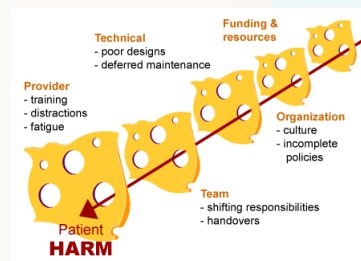 Technical
- poor designs
- deferred maintenance
Funding &
resources
Provider
- training
- distractions
- fatigue
Organization
- culture
- incomplete
policies
Team
- shifting responsibilities
- handovers
Patient
HARM